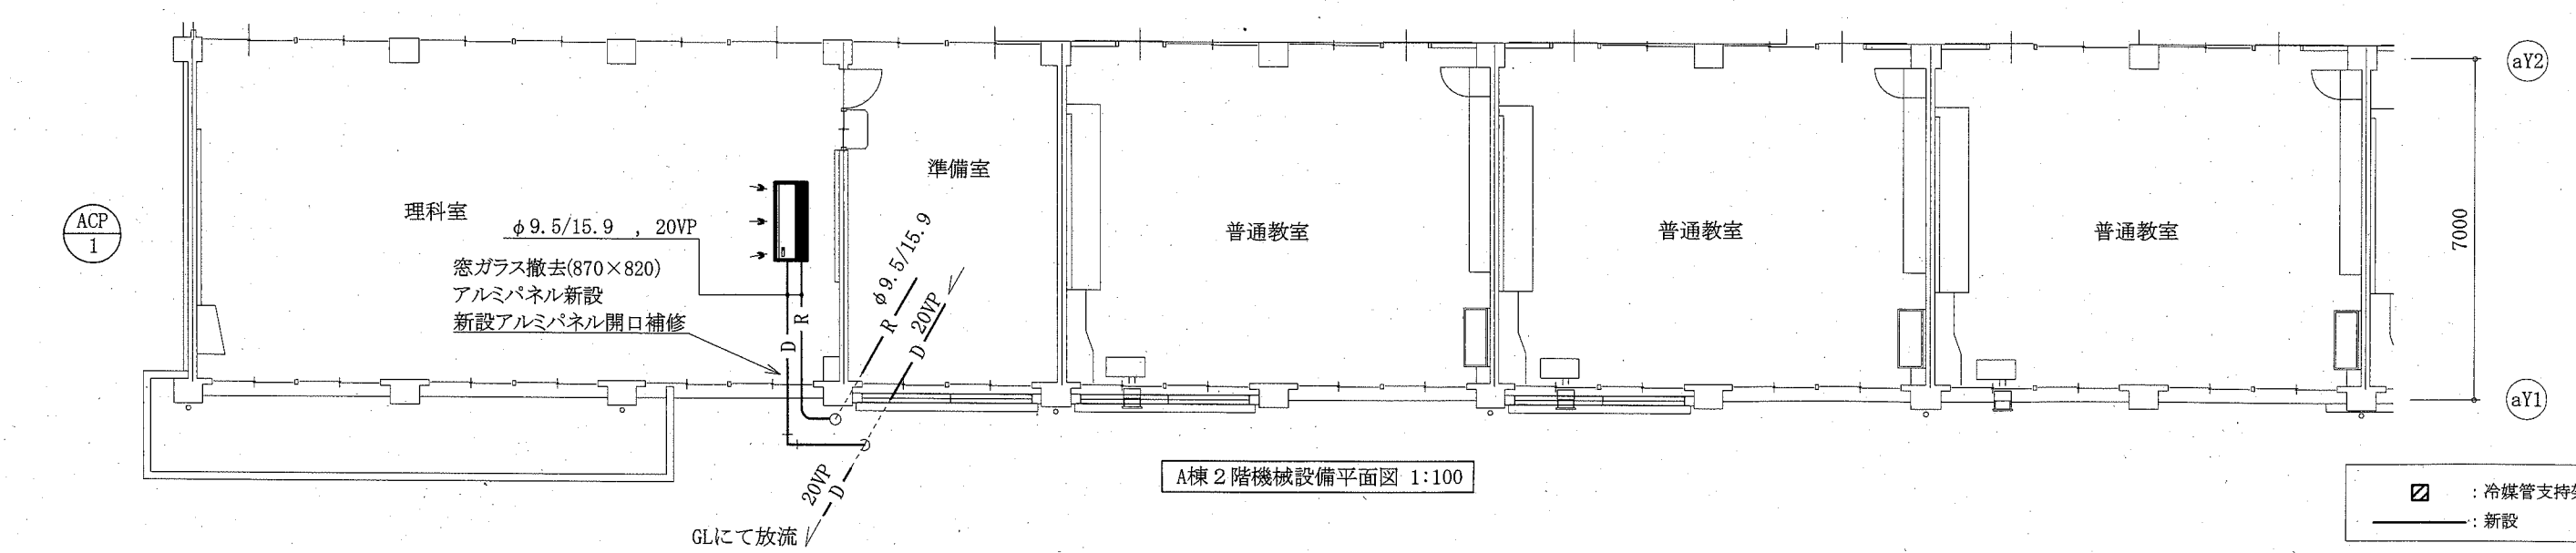 aY2
ACP
1
理科室
準備室
普通教室
普通教室
普通教室
7000
φ9.5/15.9 , 20VP
窓ガラス撤去(870×820)
アルミパネル新設
新設アルミパネル開口補修
D
R
R φ9.5/15.9
D 20VP
aY1
20VP
D
GLにて放流
A棟2階機械設備平面図 1:100
:冷媒管支持
:新設